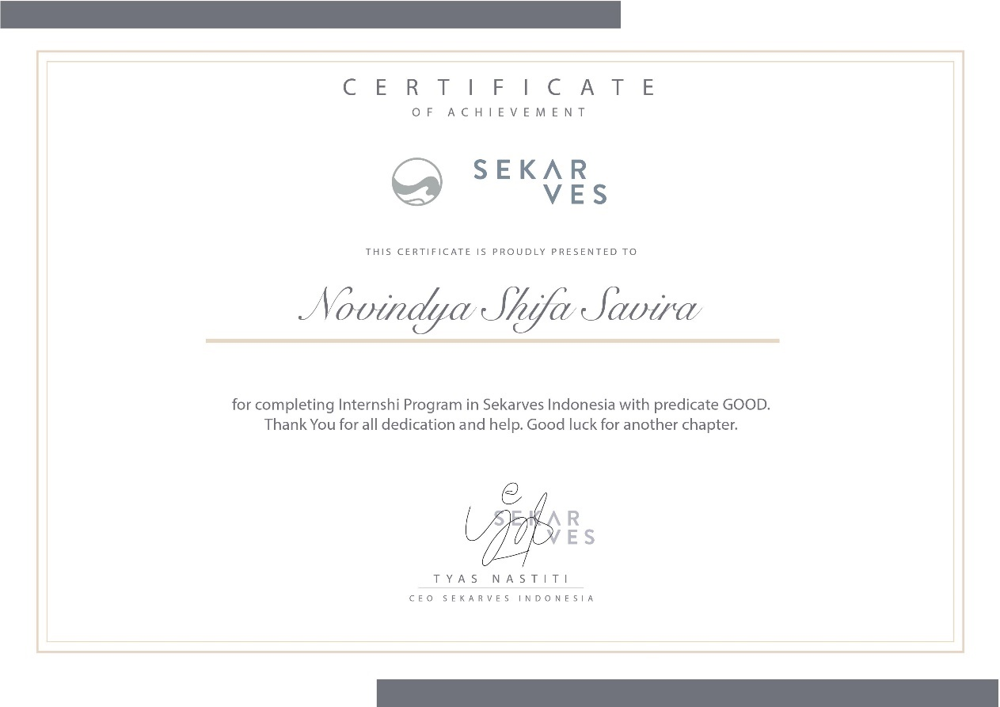 CERTIFICATE
OF ACHIEVEMENT
SEKAR
VES
THIS CERTIFICATE IS PROUDLY PRESENTED TO
Novindya Shifa Savira
for completing Internshi Program in Sekarves Indonesia with predicate GOOD.
Thank You for all dedication and help. Good luck for another chapter.
SEKAR
VES
TYAS NASTITI
CEO SEKARVES INDONESIA